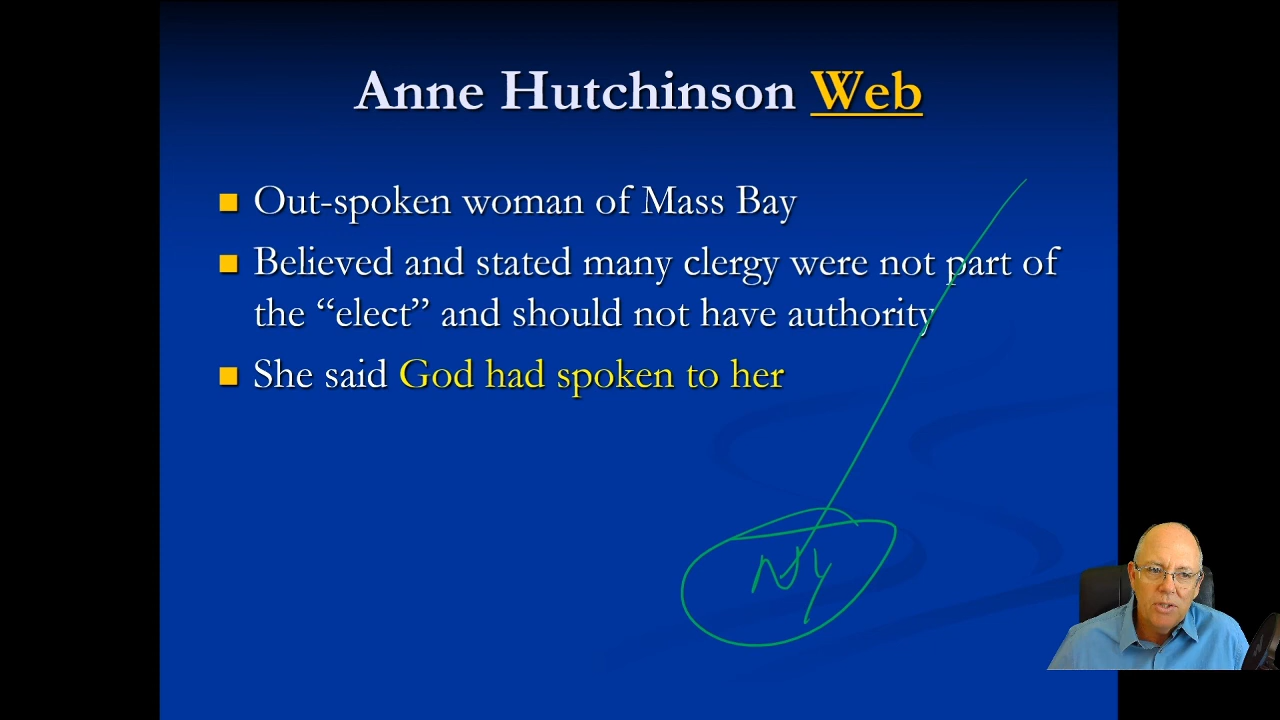 Anne Hutchinson Web
Out-spoken woman of Mass Bay
Believed and stated many clergy were not part of
the “elect” and should not have authority
She said God had spoken to her
Ny